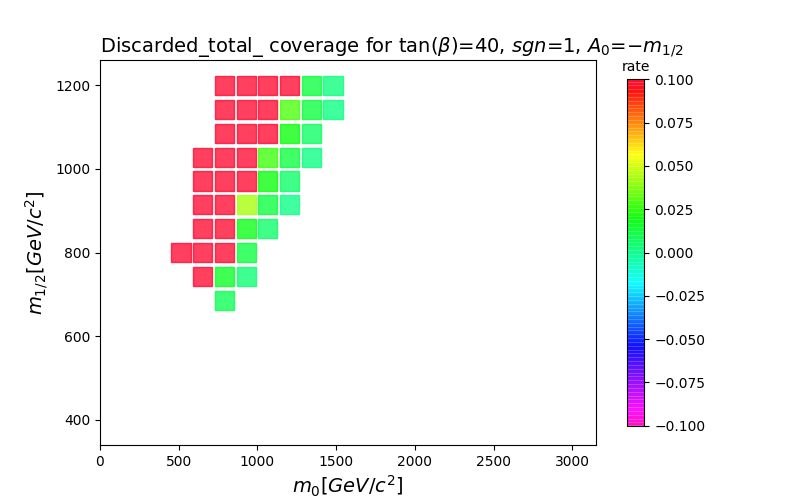 Discarded_total_ coverage for tan(β)=40, sgn=1, A₀=−m₁/₂
rate
0.100
0.075
0.050
0.025
0.000
−0.025
−0.050
−0.075
−0.100
1200
1000
800
600
400
m₁/₂[GeV/c²]
0 500 1000 1500 2000 2500 3000
m₀[GeV/c²]